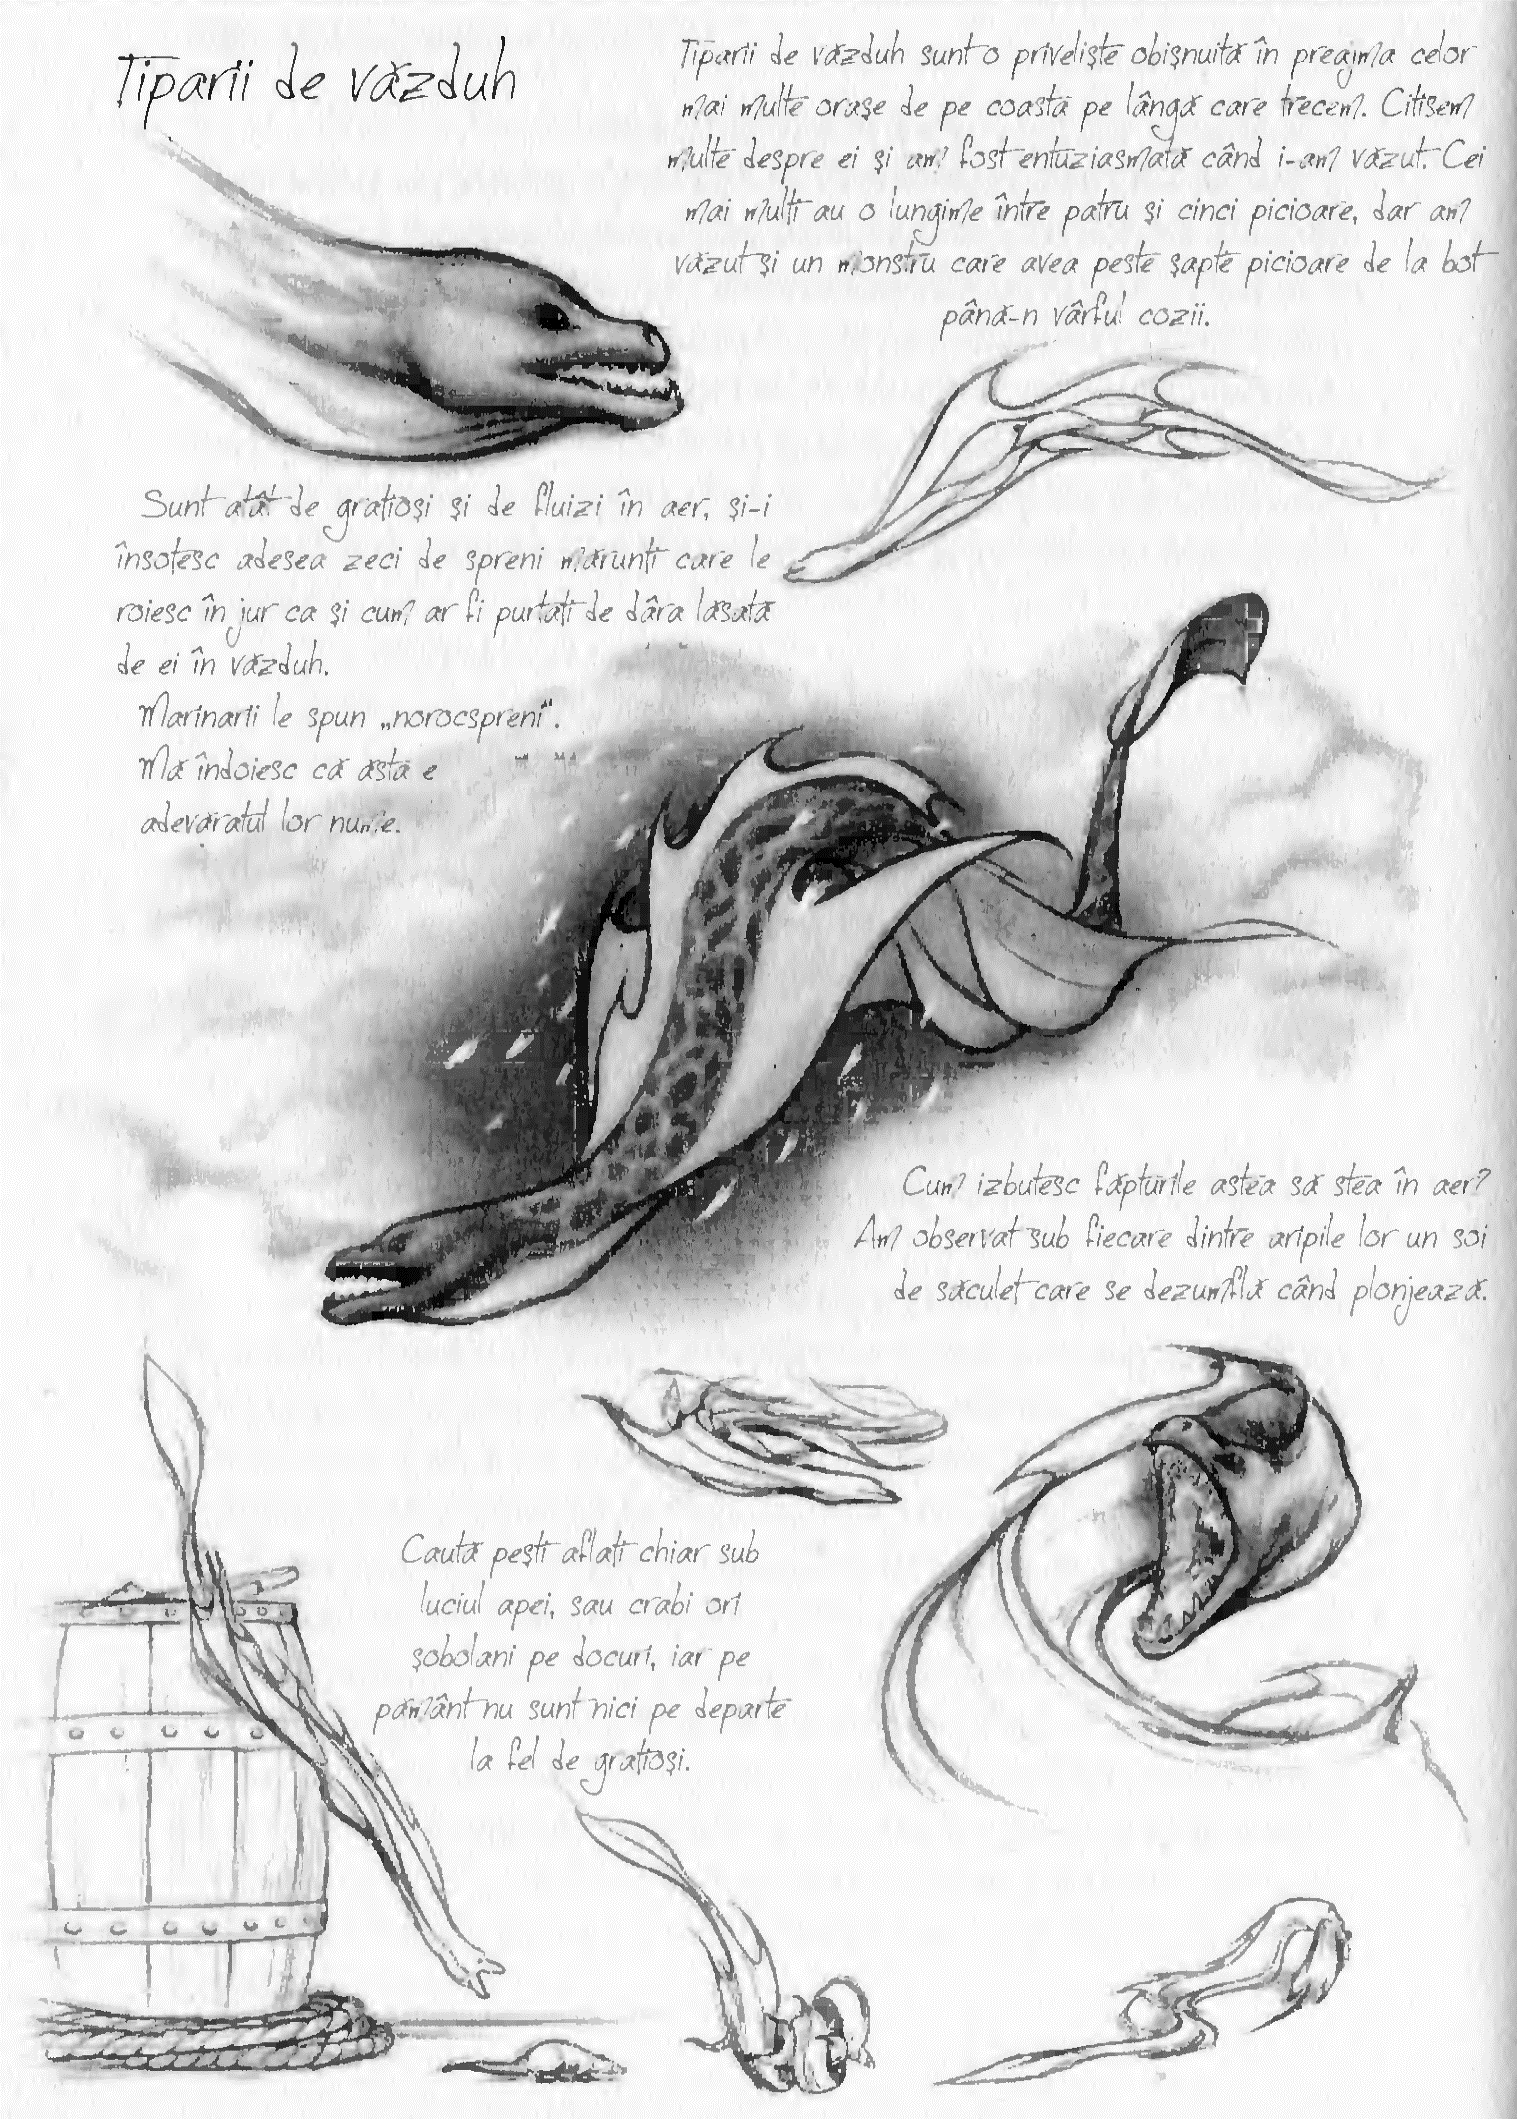 Țiparii de văzduh
Țiparii de văzduh sunt o priveliște obișnuită în preajma celor
mai multe orașe de pe coastă pe lângă care trecem. Citisem
multe despre ei și am fost entuziasmată când i-am văzut. Cei
mai mulți au o lungime între patru și cinci picioare, dar am
văzut și un monstru care avea peste șapte picioare de la bot
până-n vârful cozii.
Sunt atât de grațioși și de fluizi în aer, și-i
însoțesc adesea zeci de spreni mărunți care le
roiesc în jur ca și cum ar fi purtați de dâra lăsată
de ei în văzduh.
Marinarii le spun „norocspreni”.
Mă îndoiesc că ăsta e
adevăratul lor nume.
Cum izbutesc făpturile astea să stea în aer?
Am observat sub fiecare dintre aripile lor un soi
de săculeț care se dezumflă când plonjează.
Caută pești aflați chiar sub
luciul apei, sau crabi ori
șobolani pe docuri, iar pe
pământ nu sunt nici pe departe
la fel de grațioși.